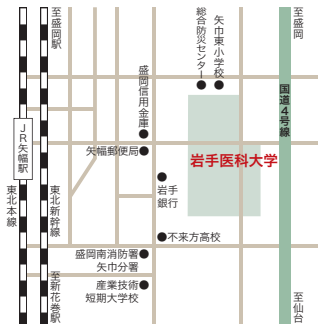 至盛岡駅
総合防災センター
矢巾東小学校
至盛岡
盛岡信用金庫
国道4号線
JR矢幅駅
矢幅郵便局
岩手医科大学
岩手
銀行
東北本線
東北新幹線
不来方高校
盛岡南消防署
矢巾分署
産業技術
短期大学校
至新花巻駅
至仙台